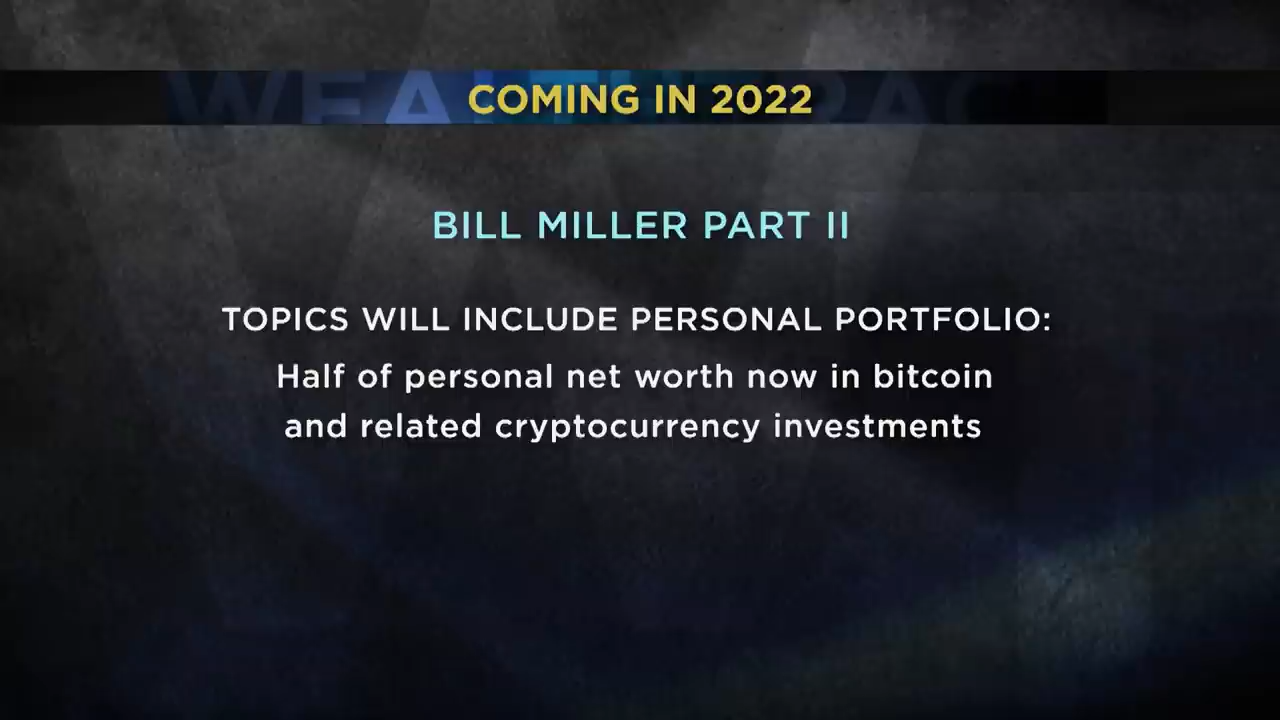 COMING IN 2022
BILL MILLER PART II
TOPICS WILL INCLUDE PERSONAL PORTFOLIO:
Half of personal net worth now in bitcoin
and related cryptocurrency investments